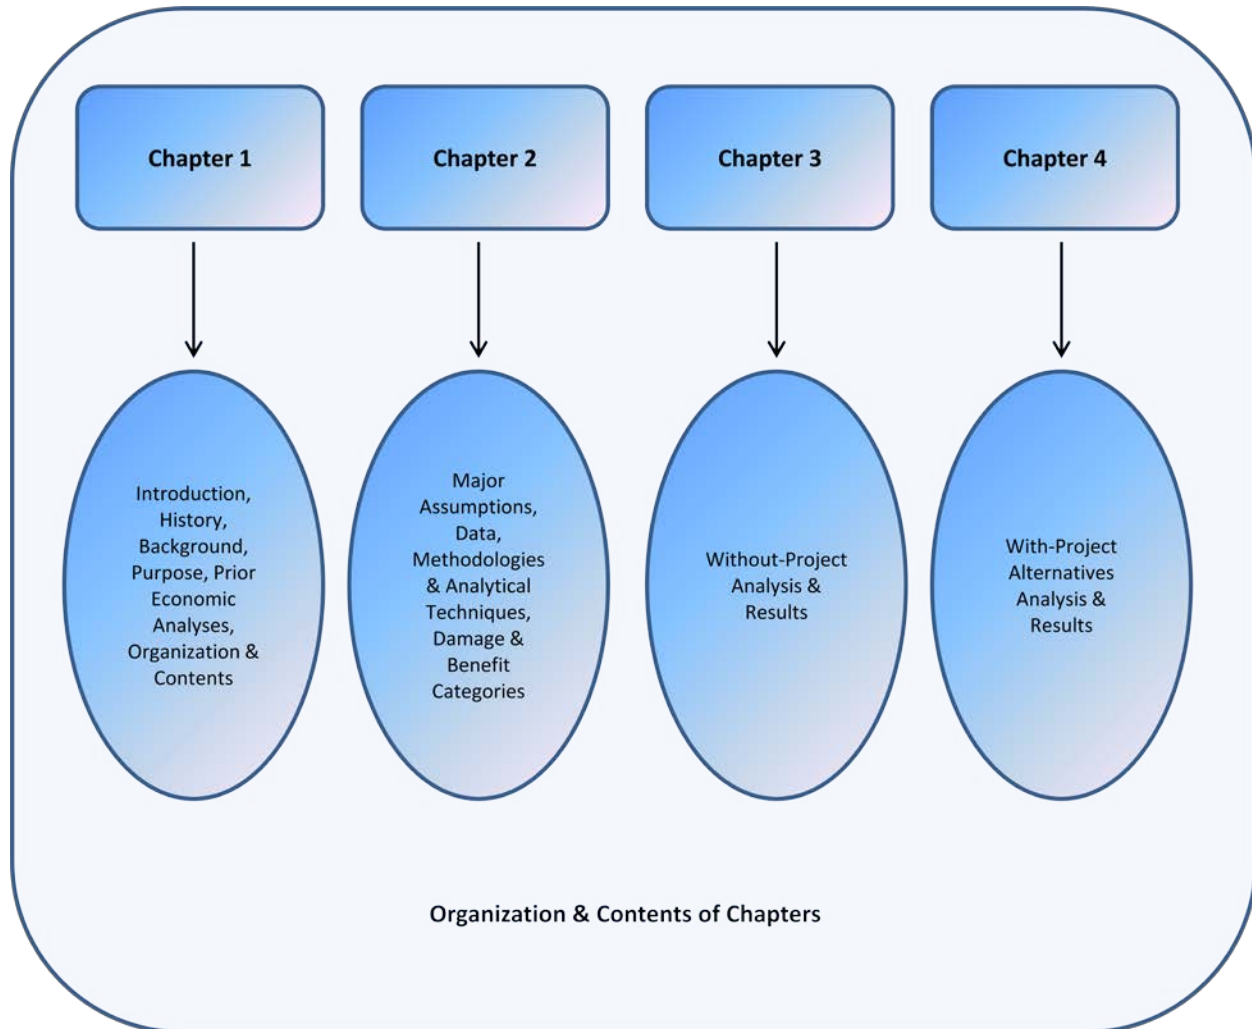 Chapter 1
Chapter 2
Chapter 3
Chapter 4
Introduction,
History,
Background,
Purpose, Prior
Economic
Analyses,
Organization &
Contents
Major
Assumptions,
Data,
Methodologies
& Analytical
Techniques,
Damage &
Benefit
Categories
Without-Project
Analysis &
Results
With-Project
Alternatives
Analysis &
Results
Organization & Contents of Chapters